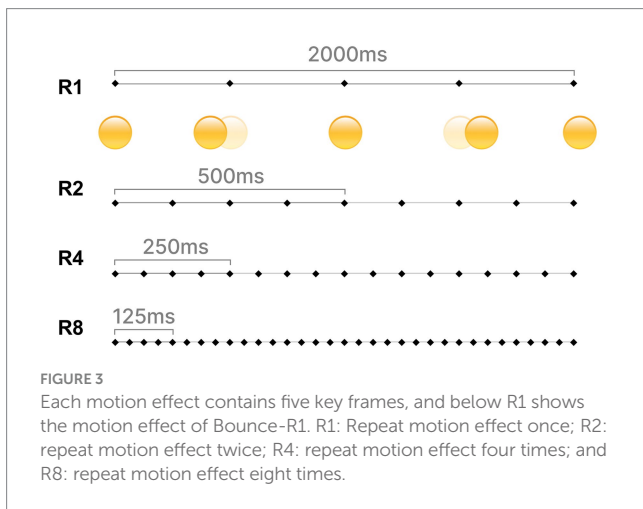 2000ms
R1
500ms
R2
250ms
R4
125ms
R8
FIGURE 3
Each motion effect contains five key frames, and below R1 shows
the motion effect of Bounce-R1. R1: Repeat motion effect once; R2:
repeat motion effect twice; R4: repeat motion effect four times; and
R8: repeat motion effect eight times.